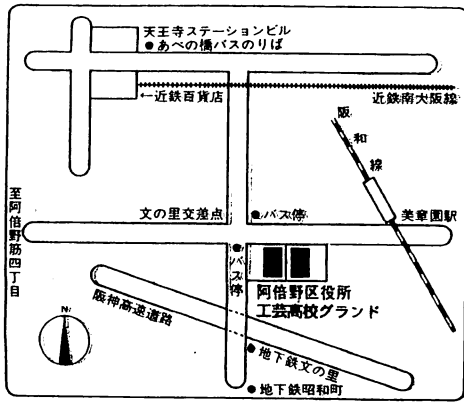 天王寺ステーションビル
●あべの橋バスのりば
←近鉄百貨店
近鉄南大阪線
阪和線
至阿倍野筋四丁目
文の里交差点
●バス停
美章園駅
●バス停
阿倍野区役所
工芸高校グランド
阪神高速道路
N
●地下鉄文の里
●地下鉄昭和町